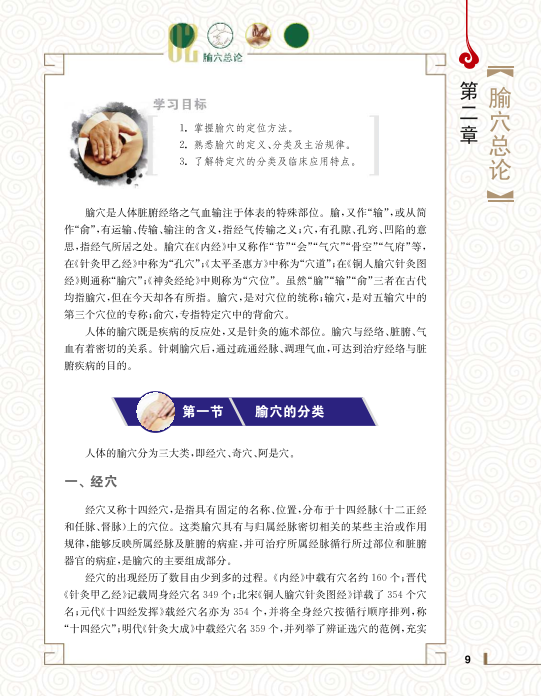 02
腧穴总论
学习目标
1. 掌握腧穴的定位方法。
2. 熟悉腧穴的定义、分类及主治规律。
3. 了解特定穴的分类及临床应用特点。
第二章
【腧穴总论】
腧穴是人体脏腑经络之气血输注于体表的特殊部位。腧,又作“输”,或从简
作“俞”,有运输、传输、输注的含义,指经气传输之义;穴,有孔隙、孔窍、凹陷的意
思,指经气所居之处。腧穴在《内经》中又称作“节”“会”“气穴”“骨空”“气府”等,
在《针灸甲乙经》中称为“孔穴”;《太平圣惠方》中称为“穴道”;在《铜人腧穴针灸图
经》则通称“腧穴”;《神灸经纶》中则称为“穴位”。虽然“腧”“输”“俞”三者在古代
均指腧穴,但在今天却各有所指。腧穴,是对穴位的统称;输穴,是对五输穴中的
第三个穴位的专称;俞穴,专指特定穴中的背俞穴。
人体的腧穴既是疾病的反应处,又是针灸的施术部位。腧穴与经络、脏腑、气
血有着密切的关系。针刺腧穴后,通过疏通经脉、调理气血,可达到治疗经络与脏
腑疾病的目的。
第一节 腧穴的分类
人体的腧穴分为三大类,即经穴、奇穴、阿是穴。
一、经穴
经穴又称十四经穴,是指具有固定的名称、位置,分布于十四经脉(十二正经
和任脉、督脉)上的穴位。这类腧穴具有与归属经脉密切相关的某些主治或作用
规律,能够反映所属经脉及脏腑的病症,并可治疗所属经脉循行所过部位和脏腑
器官的病症,是腧穴的主要组成部分。
经穴的出现经历了数目由少到多的过程。《内经》中载有穴名约 160 个;晋代
《针灸甲乙经》记载周身经穴名 349 个;北宋《铜人腧穴针灸图经》详载了 354 个穴
名;元代《十四经发挥》载经穴名亦为 354 个,并将全身经穴按循行顺序排列,称
“十四经穴”;明代《针灸大成》中载经穴名 359 个,并列举了辨证选穴的范例,充实
9